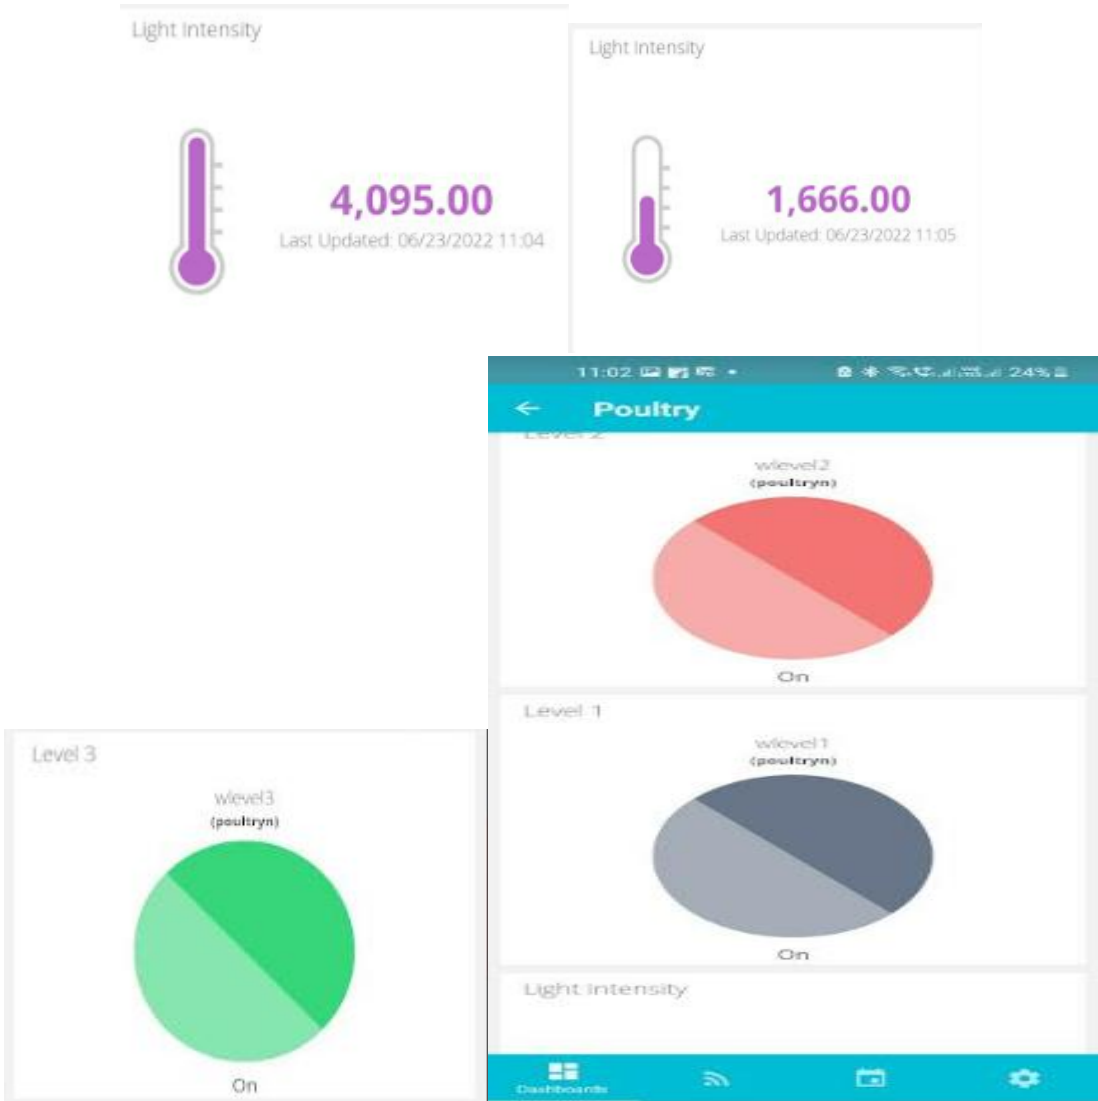 Light Intensity
4,095.00
Last Updated: 06/23/2022 11:04
Light Intensity
1,666.00
Last Updated: 06/23/2022 11:05
11:02 24%
Poultry
Level 2
wlevel2
(poultryn)
On
Level 1
wlevel1
(poultryn)
On
Light Intensity
Dashboards
Level 3
wlevel3
(poultryn)
On